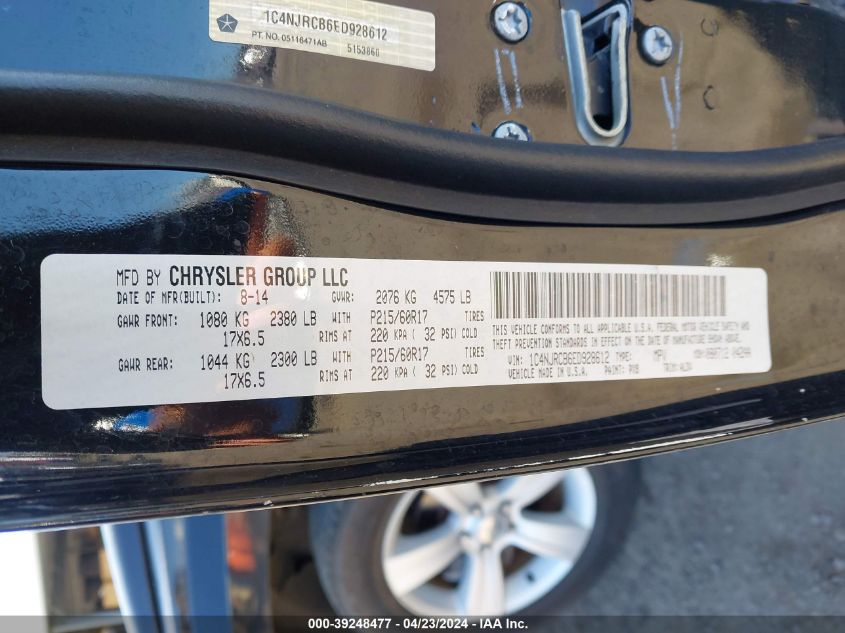 1C4NJRCB6ED928612
PT. NO. 05116471AB 5153860
MFD BY CHRYSLER GROUP LLC
DATE OF MFR(BUILT): 8-14 GVWR: 2076 KG 4575 LB
GAWR FRONT: 1080 KG 2380 LB WITH P215/60R17 TIRES
17X6.5 RIMS AT 220 KPA ( 32 PSI) COLD
GAWR REAR: 1044 KG 2300 LB WITH P215/60R17 TIRES
17X6.5 RIMS AT 220 KPA ( 32 PSI) COLD
THIS VEHICLE CONFORMS TO ALL APPLICABLE U.S.A. FEDERAL MOTOR VEHICLE SAFETY AND
THEFT PREVENTION STANDARDS IN EFFECT ON THE DATE OF MANUFACTURE SHOWN ABOVE.
VIN: 1C4NJRCB6ED928612 TYPE: MPV
VEHICLE MADE IN U.S.A. PAINT: TRIM:
000-39248477 - 04/23/2024 - IAA Inc.